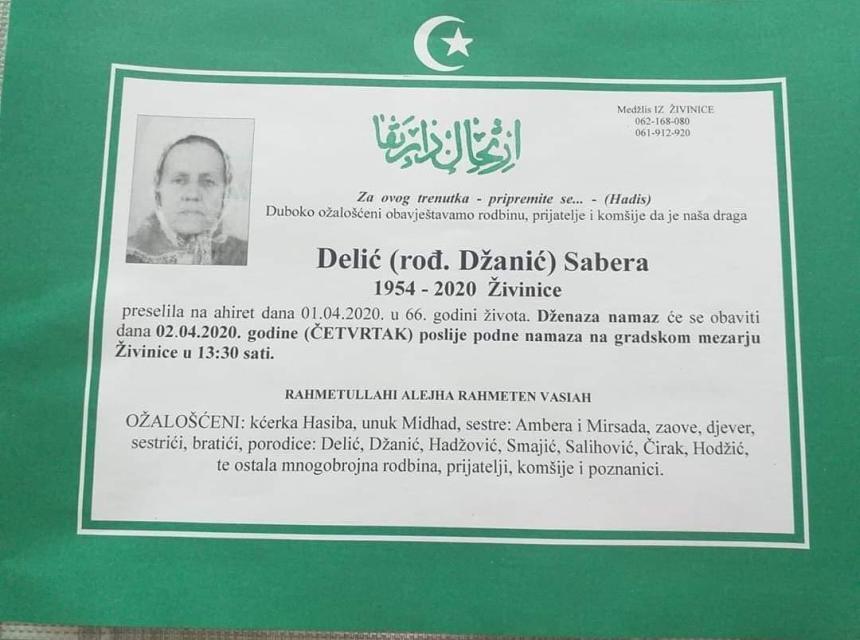 Medžlis IZ ŽIVINICE
062-168-080
061-912-920
ارتحال دار بقا
Za ovog trenutka - pripremite se... - (Hadis)
Duboko ožalošćeni obavještavamo rodbinu, prijatelje i komšije da je naša draga
Delić (rođ. Džanić) Sabera
1954 - 2020 Živinice
preselila na ahiret dana 01.04.2020. u 66. godini života. Dženaza namaz će se obaviti
dana 02.04.2020. godine (ČETVRTAK) poslije podne namaza na gradskom mezarju
Živinice u 13:30 sati.
RAHMETULLAHI ALEJHA RAHMETEN VASIAH
OŽALOŠĆENI: kćerka Hasiba, unuk Midhad, sestre: Ambera i Mirsada, zaove, djever,
sestrići, bratići, porodice: Delić, Džanić, Hadžović, Smajić, Salihović, Čirak, Hodžić,
te ostala mnogobrojna rodbina, prijatelji, komšije i poznanici.